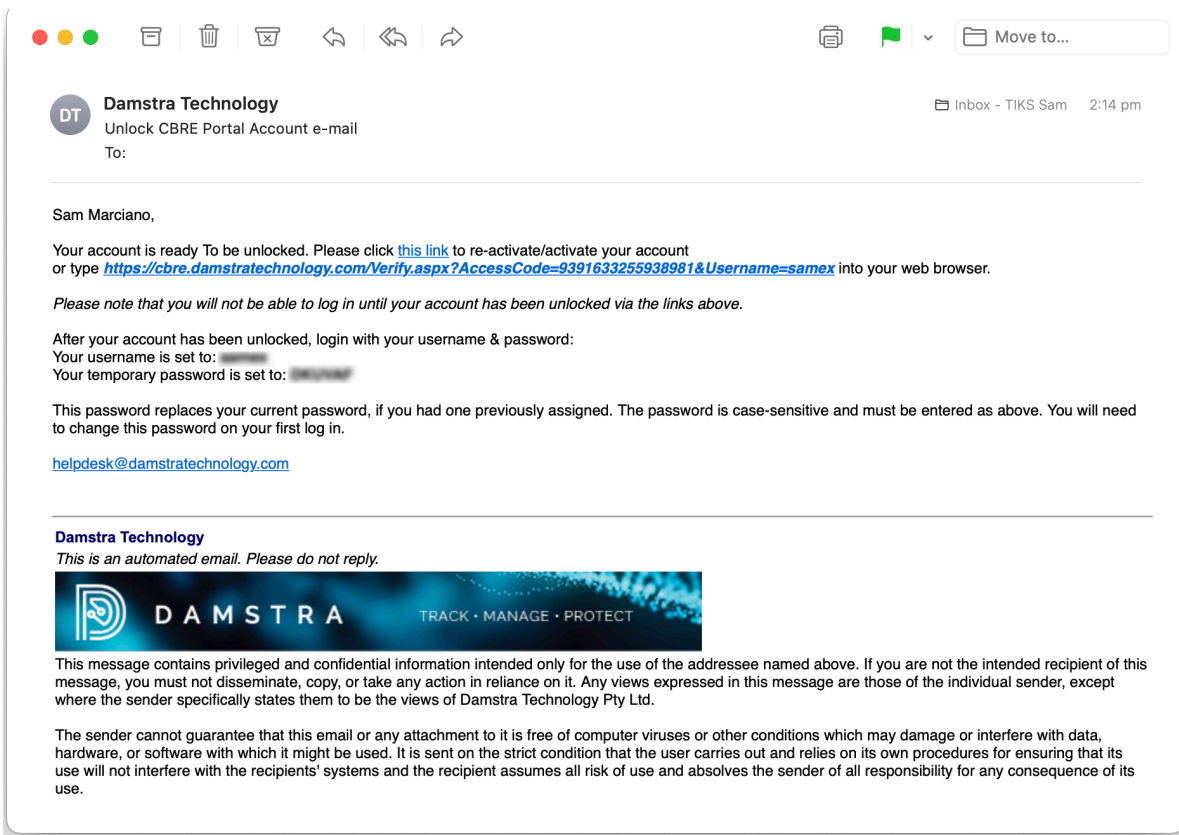 Move to...
DT
Damstra Technology
Inbox - TIKS Sam
2:14 pm
Unlock CBRE Portal Account e-mail
To:
Sam Marciano,
Your account is ready To be unlocked. Please click this link to re-activate/activate your account
or type https://cbre.damstratechnology.com/Verify.aspx?AccessCode=9391633255938981&Username=samex into your web browser.
Please note that you will not be able to log in until your account has been unlocked via the links above.
After your account has been unlocked, login with your username & password:
Your username is set to:
Your temporary password is set to:
This password replaces your current password, if you had one previously assigned. The password is case-sensitive and must be entered as above. You will need
to change this password on your first log in.
helpdesk@damstratechnology.com
Damstra Technology
This is an automated email. Please do not reply.
DAMSTRA
TRACK • MANAGE • PROTECT
This message contains privileged and confidential information intended only for the use of the addressee named above. If you are not the intended recipient of this
message, you must not disseminate, copy, or take any action in reliance on it. Any views expressed in this message are those of the individual sender, except
where the sender specifically states them to be the views of Damstra Technology Pty Ltd.
The sender cannot guarantee that this email or any attachment to it is free of computer viruses or other conditions which may damage or interfere with data,
hardware, or software with which it might be used. It is sent on the strict condition that the user carries out and relies on its own procedures for ensuring that its
use will not interfere with the recipients' systems and the recipient assumes all risk of use and absolves the sender of all responsibility for any consequence of its
use.